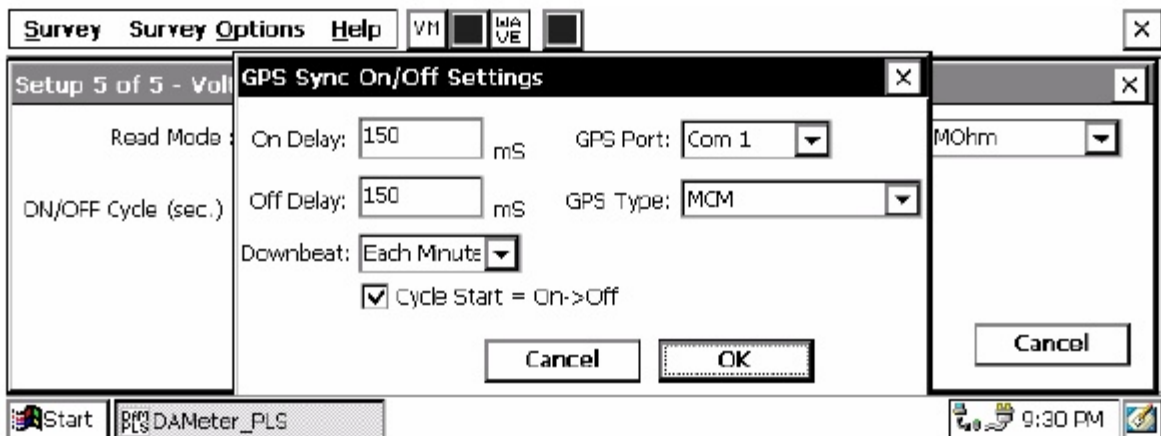 Survey Survey Options Help VM WA VE
Setup 5 of 5 - Vol
GPS Sync On/Off Settings
Read Mode :
On Delay: 150 mS GPS Port: Com 1
MOhm
ON/OFF Cycle (sec.)
Off Delay: 150 mS GPS Type: MCM
Downbeat: Each Minute
Cycle Start = On->Off
Cancel OK
Cancel
Start DAMeter_PLS 9:30 PM